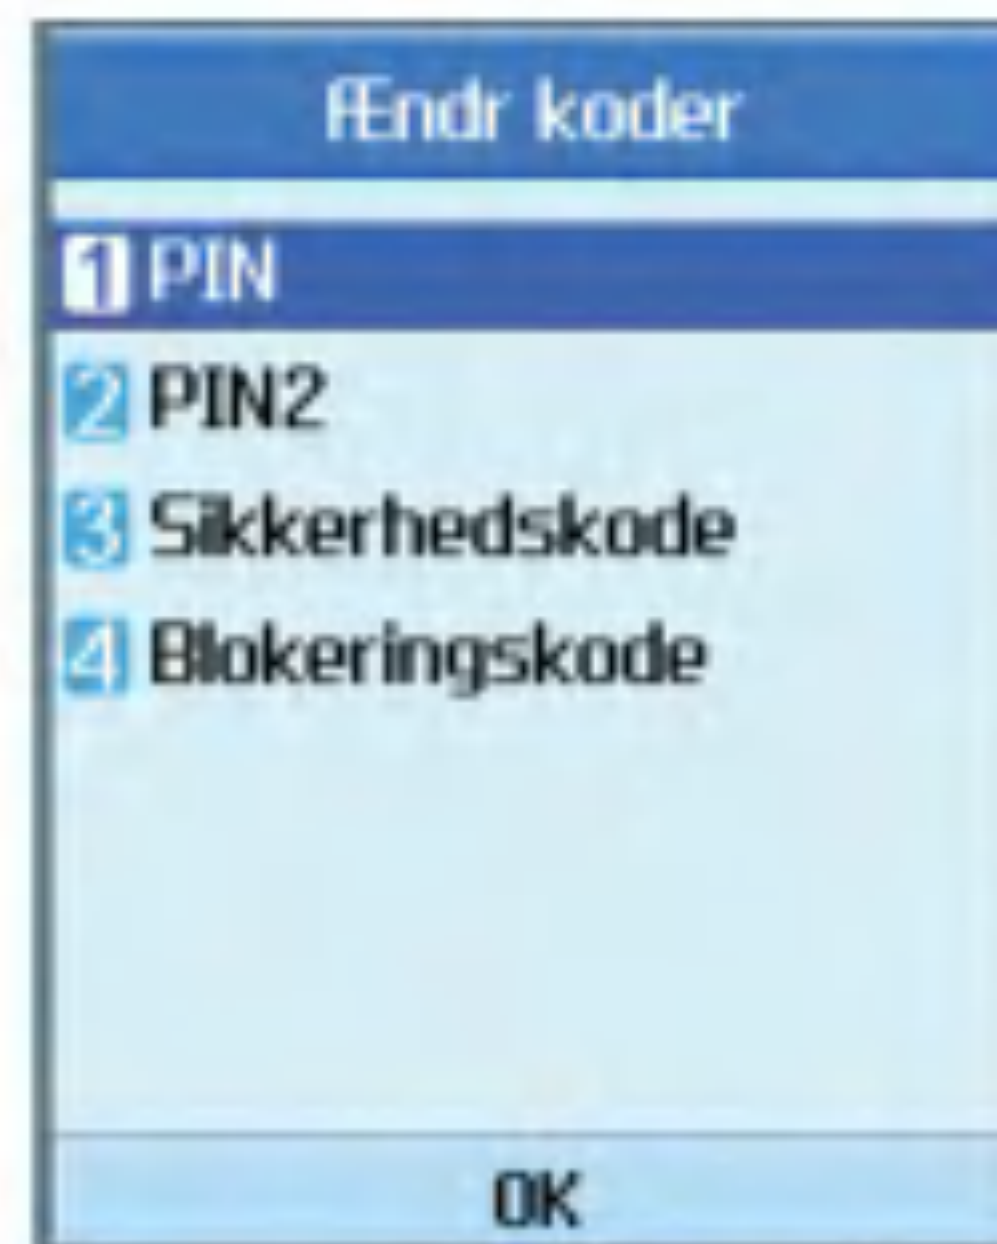 Ændr koder
1 PIN
2 PIN2
3 Sikkerhedskode
4 Blokeringskode
OK